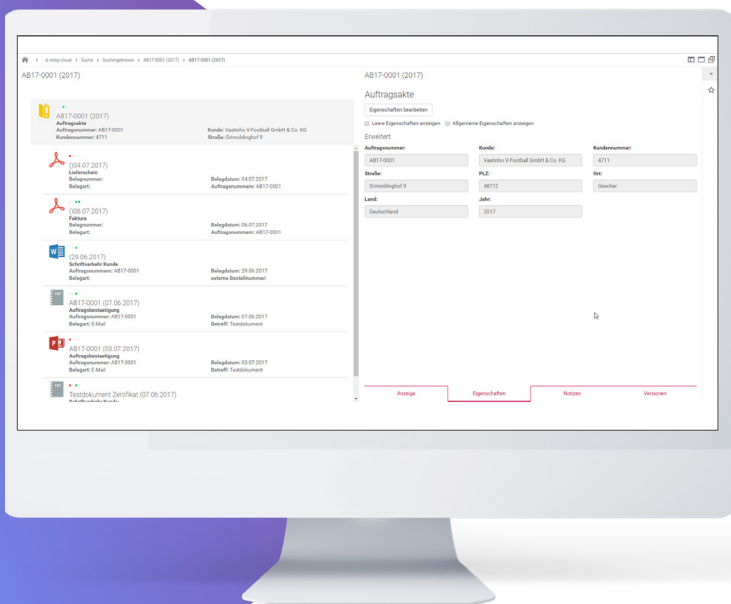 d.velop cloud › Suche › Suchergebnisse › AB17-0001 (2017) › AB17-0001 (2017)
AB17-0001 (2017)
AB17-0001 (2017)
Auftragsakte
Auftragsnummer: AB17-0001 Kunde: Vastinho V-Football GmbH & Co. KG
Kundennummer: 4711 Straße: Grimoldinghof 9
()04.07.2017)
Lieferschein
Belegnummer: Belegdatum: 04.07.2017
Belegart: Auftragsnummern: AB17-0001
()06.07.2017)
Faktura
Belegnummer: Belegdatum: 06.07.2017
Belegart: Auftragsnummern: AB17-0001
(29.06.2017)
Schriftverkehr Kunde
Auftragsnummern: AB17-0001 Belegdatum: 29.06.2017
Belegart: externe Bestellnummer:
TXT
AB17-0001 (07.06.2017)
Auftragsbestaetigung
Auftragsnummer: AB17-0001 Belegdatum: 07.06.2017
Belegart: E-Mail Betreff: Testdokument
AB17-0001 (03.07.2017)
Auftragsbestaetigung
Auftragsnummer: AB17-0001 Belegdatum: 03.07.2017
Belegart: E-Mail Betreff: Testdokument
TXT
Testdokument Zertifikat (07.06.2017)
Schriftverkehr Kunde
AB17-0001 (2017)
Auftragsakte
Eigenschaften bearbeiten
Leere Eigenschaften anzeigen Allgemeine Eigenschaften anzeigen
Erweitert
Auftragsnummer: Kunde: Kundennummer:
AB17-0001 Vastinho V-Football GmbH & Co. KG 4711
Straße: PLZ: Ort:
Grimoldinghof 9 48712 Gescher
Land: Jahr:
Deutschland 2017
Anzeige Eigenschaften Notizen Versionen